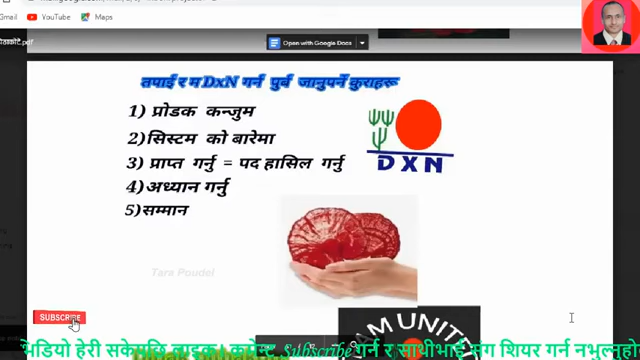 Gmail
YouTube
Maps
Open with Google Docs
तपाईं र म DxN गर्न पुर्ब जानुपर्ने कुराहरू
1) प्रोडक कन्जुम
2)सिस्टम को बारेमा
3) प्राप्त गर्नु = पद हासिल गर्नु
4)अध्यान गर्नु
5)सम्मान
DXN
Tara Poudel
SUBSCRIBE
भिडियो हेरी सकेपछि लाइक। कमेन्ट Subscribe गर्न र साथीभाई संग शियर गर्न नभुल्नुहो